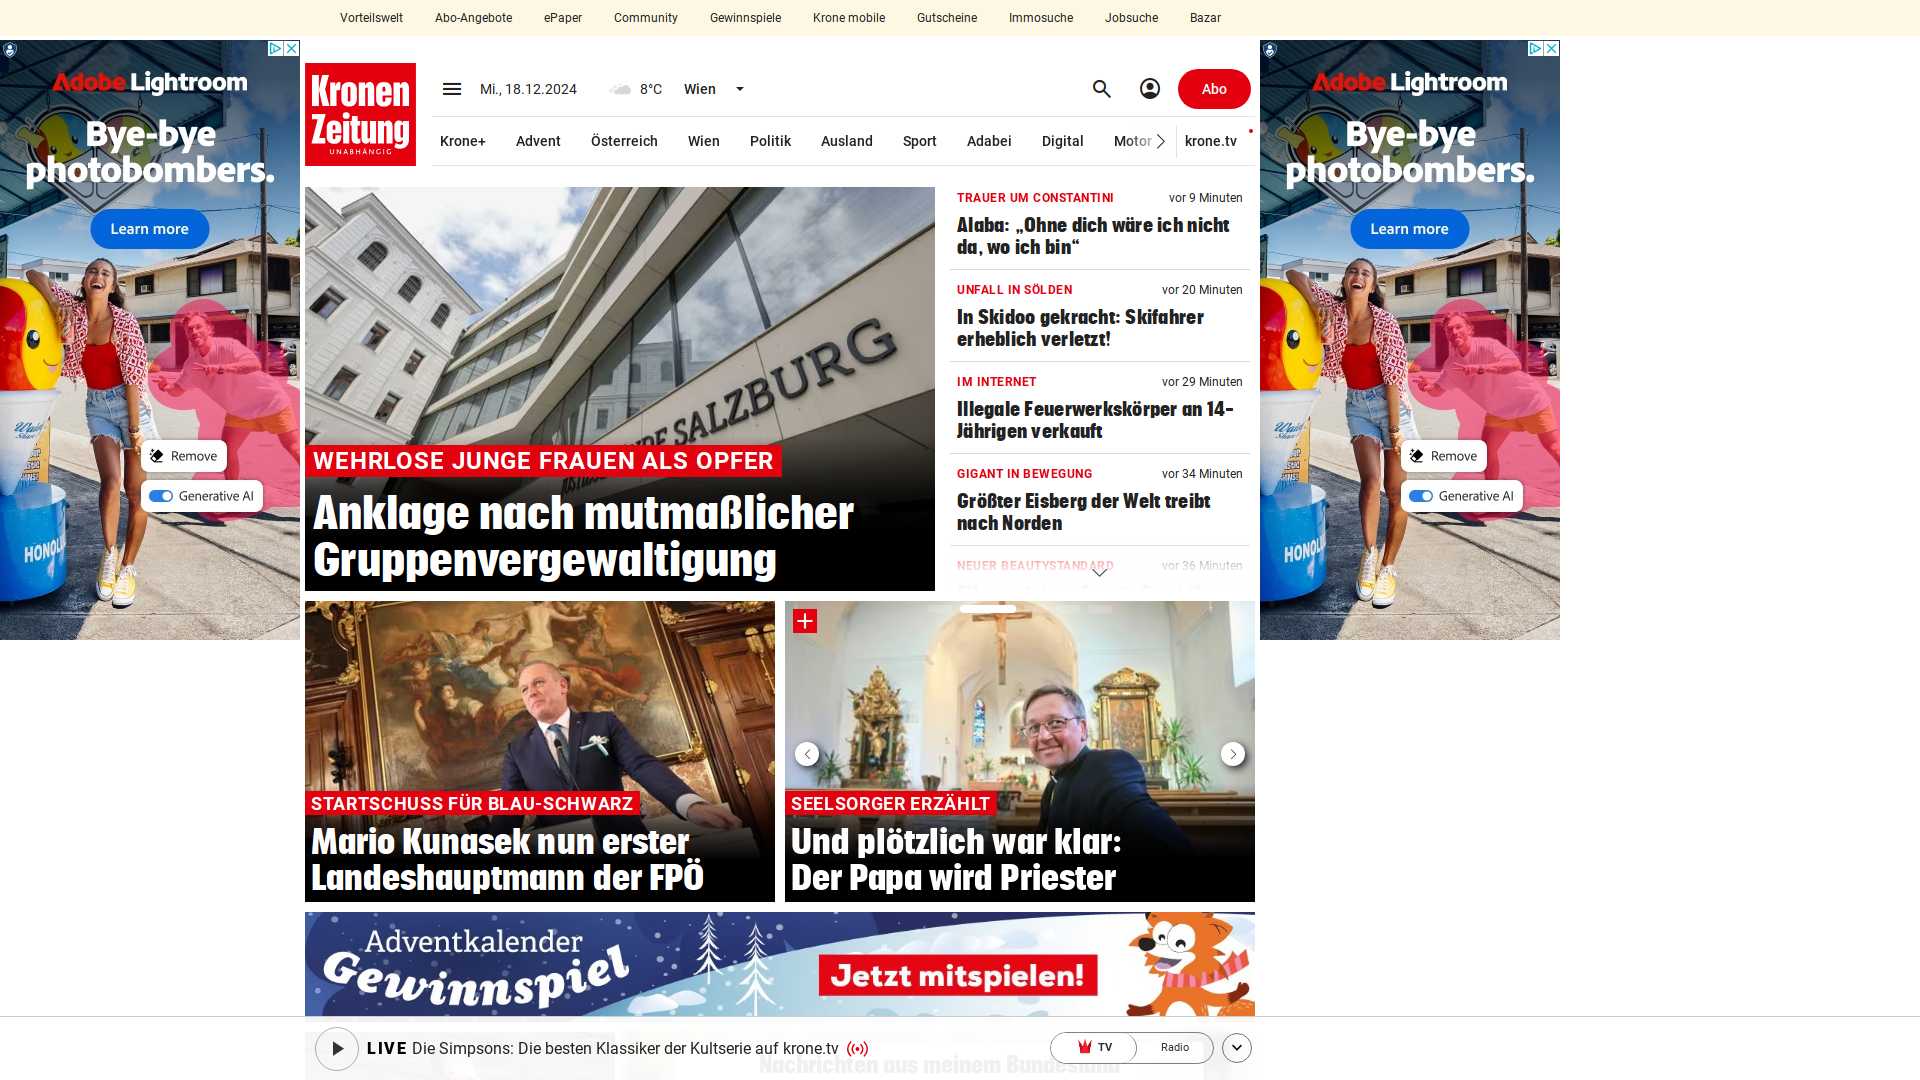 Vorteilswelt
Abo-Angebote
ePaper
Community
Gewinnspiele
Krone mobile
Gutscheine
Immosuche
Jobsuche
Bazar
Adobe Lightroom
Bye-bye
photobombers.
Learn more
Remove
Generative AI
HONOL
Kronen
Zeitung
UNABHÄNGIG
Mi., 18.12.2024
8°C
Wien
Abo
Krone+
Advent
Österreich
Wien
Politik
Ausland
Sport
Adabei
Digital
Motor
krone.tv
SALZBURG
WEHRLOSE JUNGE FRAUEN ALS OPFER
Anklage nach mutmaßlicher
Gruppenvergewaltigung
TRAUER UM CONSTANTINI
vor 9 Minuten
Alaba: „Ohne dich wäre ich nicht
da, wo ich bin“
UNFALL IN SÖLDEN
vor 20 Minuten
In Skidoo gekracht: Skifahrer
erheblich verletzt!
IM INTERNET
vor 29 Minuten
Illegale Feuerwerkskörper an 14-
Jährigen verkauft
GIGANT IN BEWEGUNG
vor 34 Minuten
Größter Eisberg der Welt treibt
nach Norden
NEUER BEAUTYSTANDARD
vor 36 Minuten
Adobe Lightroom
Bye-bye
photobombers.
Learn more
Remove
Generative AI
HONOL
STARTSCHUSS FÜR BLAU-SCHWARZ
Mario Kunasek nun erster
Landeshauptmann der FPÖ
SEELSORGER ERZÄHLT
Und plötzlich war klar:
Der Papa wird Priester
Adventkalender
Gewinnspiel
Jetzt mitspielen!
LIVE Die Simpsons: Die besten Klassiker der Kultserie auf krone.tv
TV
Radio
Nachrichten aus meinem Bundesland